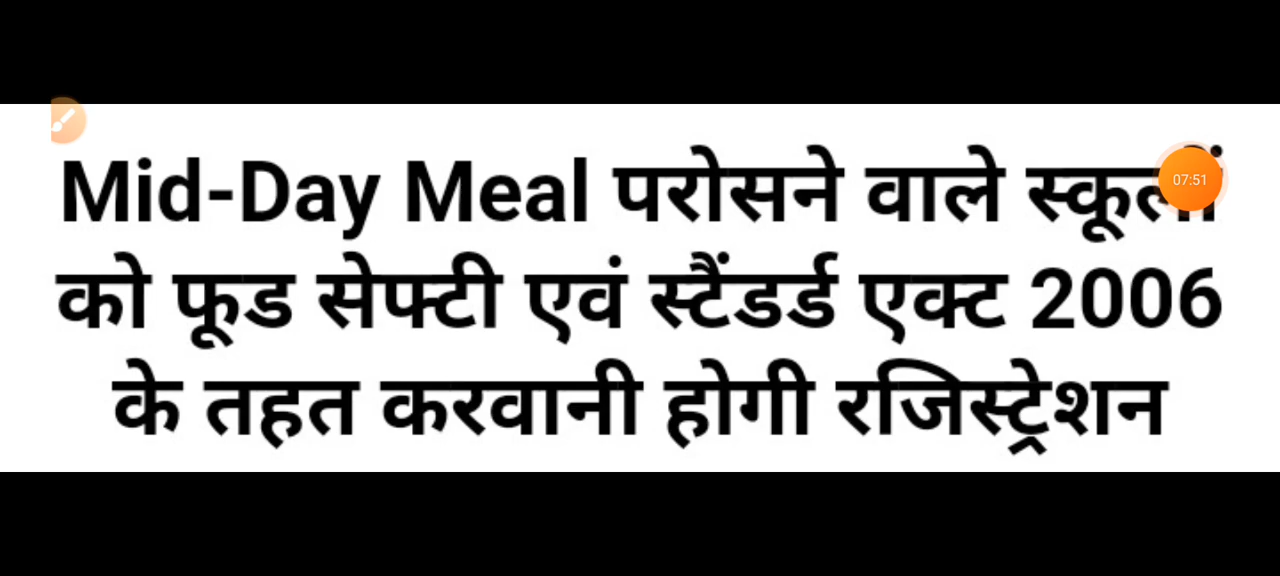 Mid-Day Meal परोसने वाले स्कूलों
07:51
को फूड सेफ्टी एवं स्टैंडर्ड एक्ट 2006
के तहत करवानी होगी रजिस्ट्रेशन